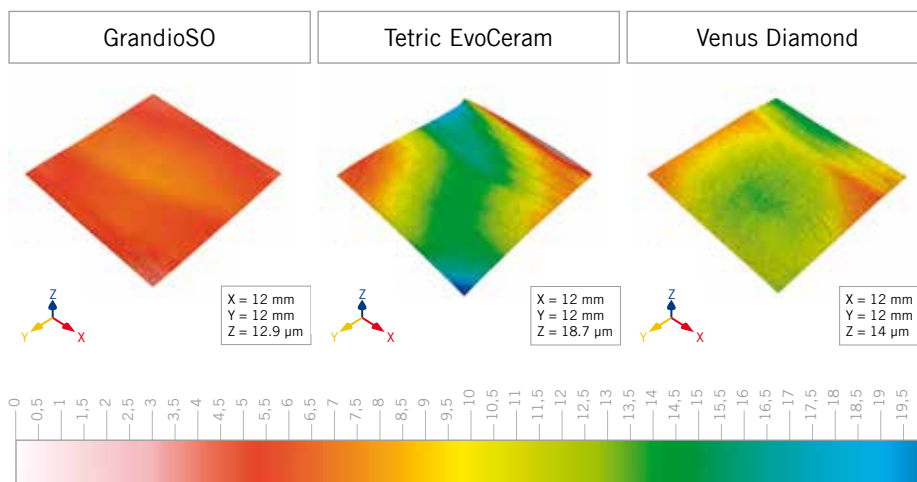 GrandioSO
Tetric EvoCeram
Venus Diamond
Z
Y
X
X = 12 mm
Y = 12 mm
Z = 12.9 µm
Z
Y
X
X = 12 mm
Y = 12 mm
Z = 18.7 µm
Z
Y
X
X = 12 mm
Y = 12 mm
Z = 14 µm
0 0,5 1 1,5 2 2,5 3 3,5 4 4,5 5 5,5 6 6,5 7 7,5 8 8,5 9 9,5 10 10,5 11 11,5 12 12,5 13 13,5 14 14,5 15 15,5 16 16,5 17 17,5 18 18,5 19 19,5